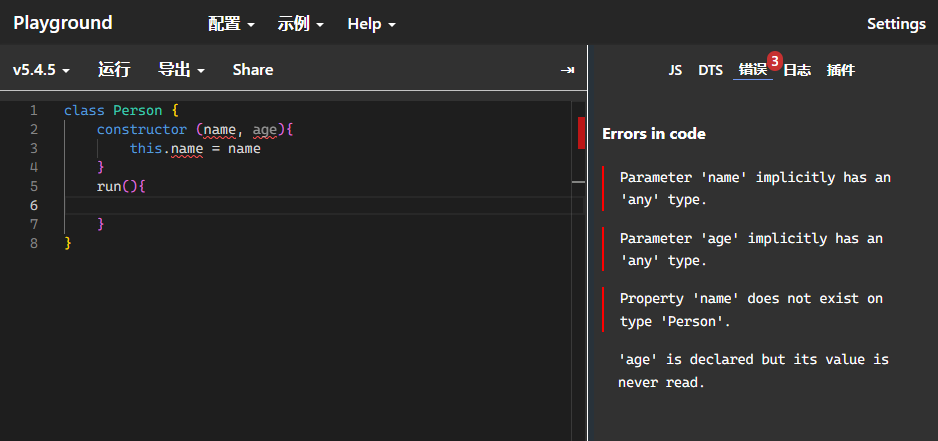 Playground 配置 示例 Help Settings
v5.4.5 运行 导出 Share
JS DTS 错误 3 日志 插件
1 class Person {
2 constructor (name, age){
3 this.name = name
4 }
5 run(){
6
7 }
8 }
Errors in code
Parameter 'name' implicitly has an
'any' type.
Parameter 'age' implicitly has an
'any' type.
Property 'name' does not exist on
type 'Person'.
'age' is declared but its value is
never read.